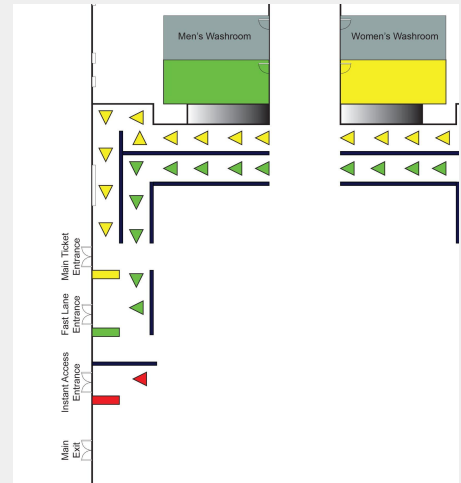 Men's Washroom
Women's Washroom
Main Ticket
Entrance
Fast Lane
Entrance
Instant Access
Entrance
Main
Exit